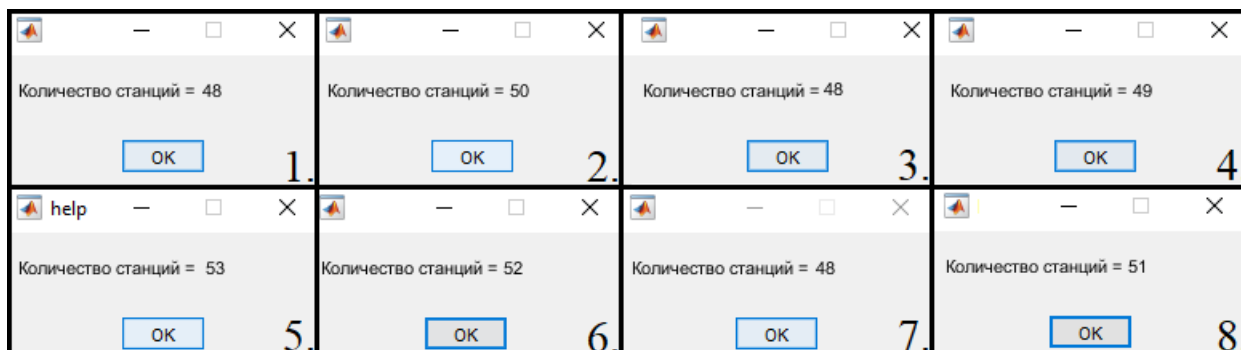 Количество станций = 48
OK
1.
Количество станций = 50
OK
2.
Количество станций = 48
OK
3.
Количество станций = 49
OK
4
help
Количество станций = 53
OK
5.
Количество станций = 52
OK
6.
Количество станций = 48
OK
7.
Количество станций = 51
OK
8